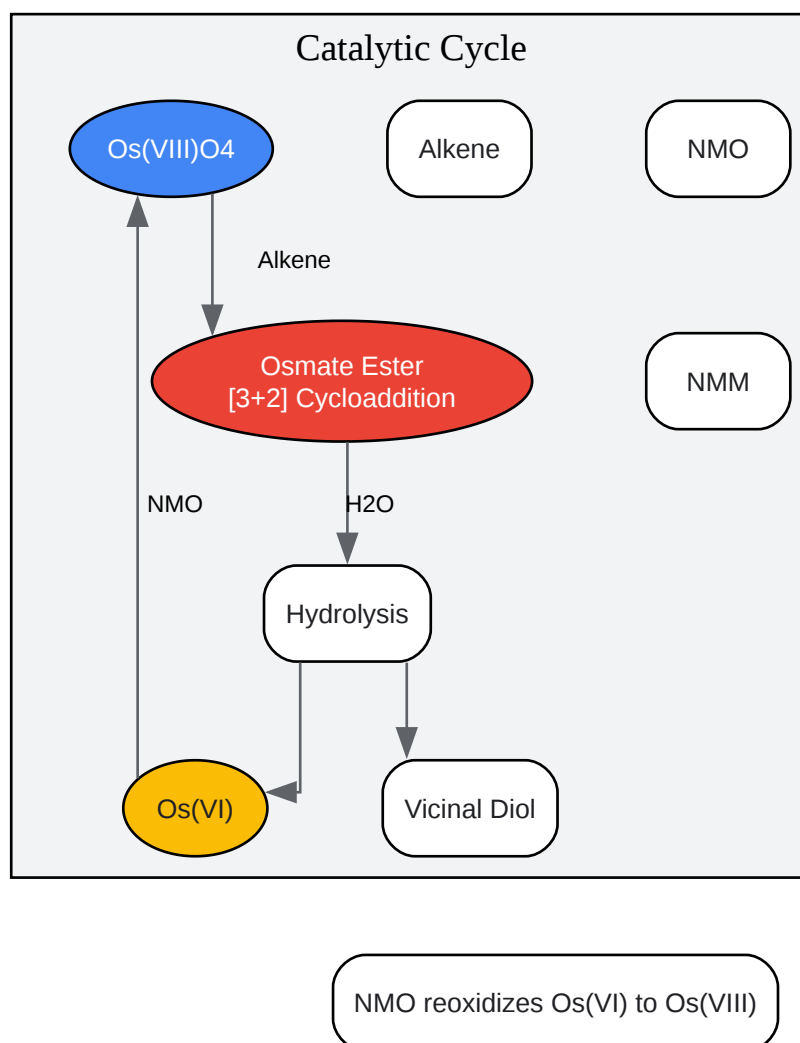 Catalytic Cycle
Os(VIII)O4
Alkene
NMO
Alkene
Osmate Ester
[3+2] Cycloaddition
NMM
NMO
H2O
Hydrolysis
Os(VI)
Vicinal Diol
NMO reoxidizes Os(VI) to Os(VIII)